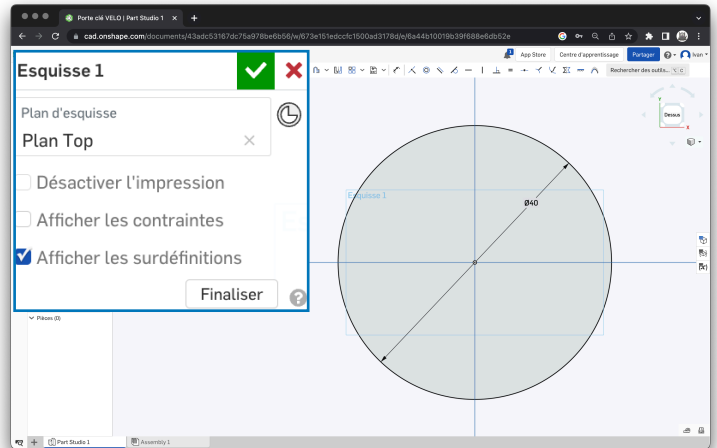 Porte clé VELO | Part Studio 1
cad.onshape.com/documents/43adc53167dc75a978be6b56/w/673e151edccfc1500ad3178d/e/6a44b10019b39f688e6db52e
App Store
Centre d'apprentissage
Partager
Ivan
Rechercher des outils...
Esquisse 1
Plan d'esquisse
Plan Top
Désactiver l'impression
Afficher les contraintes
Afficher les surdéfinitions
Finaliser
Esquisse 1
Ø40
Y
Dessus
X
Pièces (0)
Part Studio 1
Assembly 1